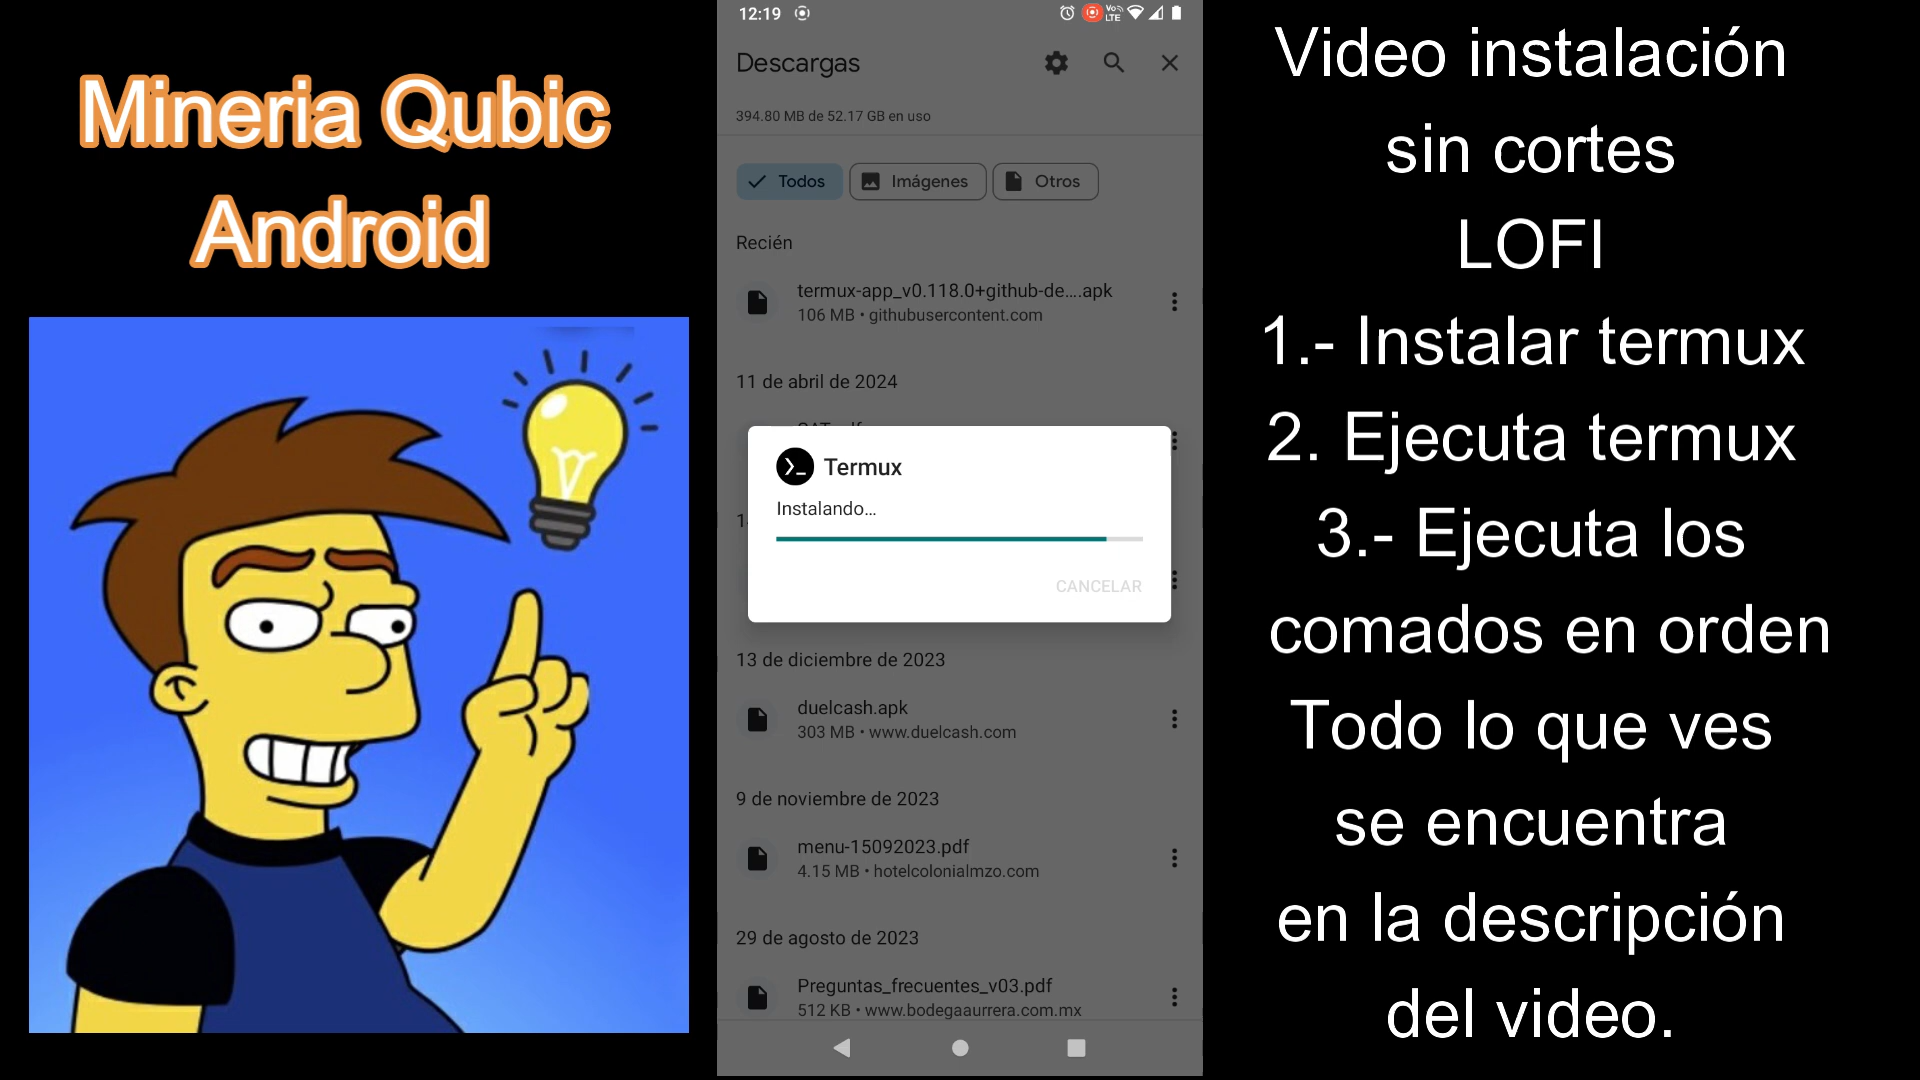 Mineria Qubic
Android
12:19
Vo
LTE
Descargas
394.80 MB de 52.17 GB en uso
Todos
Imágenes
Otros
Recién
termux-app_v0.118.0+github-de....apk
106 MB • githubusercontent.com
11 de abril de 2024
Termux
Instalando...
CANCELAR
13 de diciembre de 2023
duelcash.apk
303 MB • www.duelcash.com
9 de noviembre de 2023
menu-15092023.pdf
4.15 MB • hotelcolonialmzo.com
29 de agosto de 2023
Preguntas_frecuentes_v03.pdf
512 KB • www.bodegaaurrera.com.mx
Video instalación
sin cortes
LOFI
1.- Instalar termux
2. Ejecuta termux
3.- Ejecuta los
comados en orden
Todo lo que ves
se encuentra
en la descripción
del video.